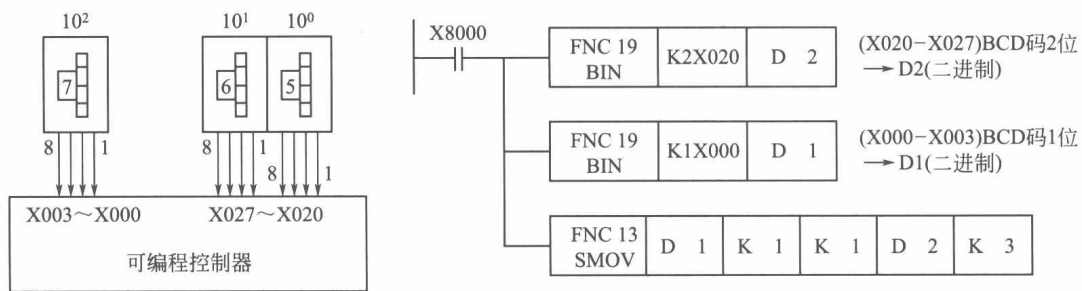 10² 10¹ 10⁰
7 6 5
8 1 8 1
8 1
X003～X000 X027～X020
可编程控制器
X8000
FNC 19 BIN K2X020 D 2
(X020-X027)BCD码2位
→D2(二进制)
FNC 19 BIN K1X000 D 1
(X000-X003)BCD码1位
→D1(二进制)
FNC 13 SMOV D 1 K 1 K 1 D 2 K 3